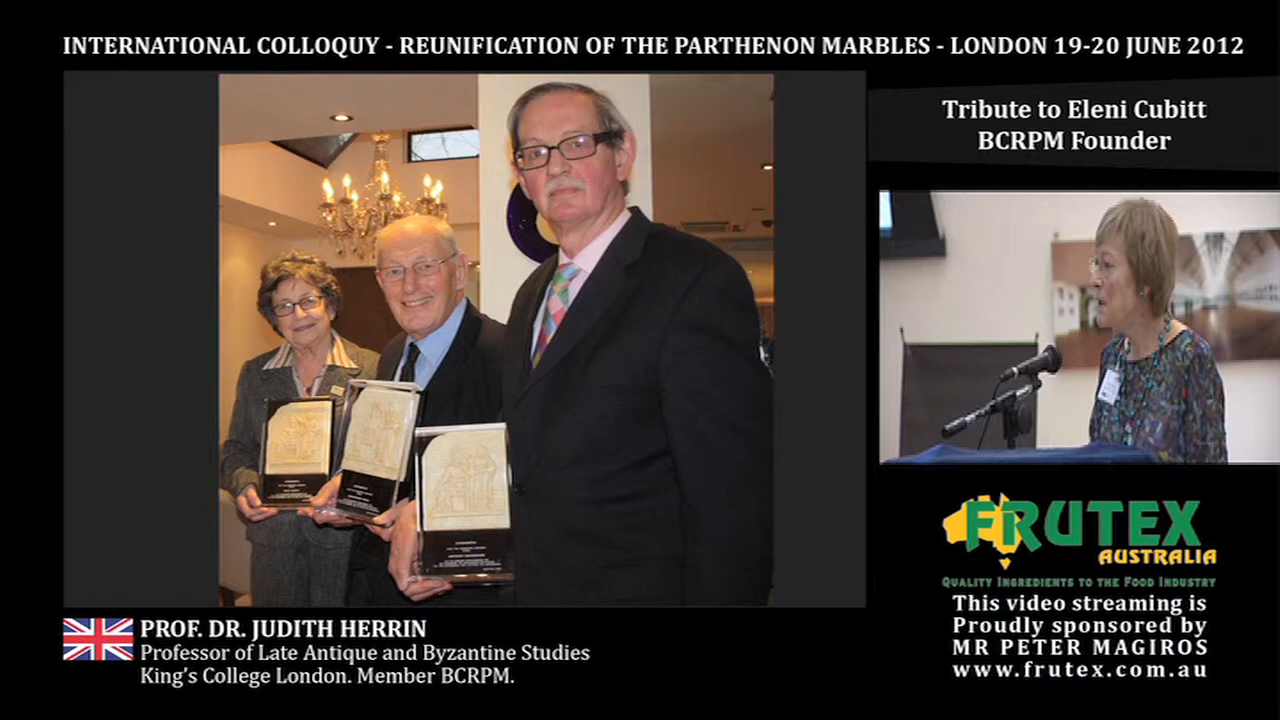 INTERNATIONAL COLLOQUY - REUNIFICATION OF THE PARTHENON MARBLES - LONDON 19-20 JUNE 2012
Tribute to Eleni Cubitt
BCRPM Founder
FRUTEX
AUSTRALIA
QUALITY INGREDIENTS TO THE FOOD INDUSTRY
This video streaming is
Proudly sponsored by
MR PETER MAGIROS
www.frutex.com.au
PROF. DR. JUDITH HERRIN
Professor of Late Antique and Byzantine Studies
King's College London. Member BCRPM.